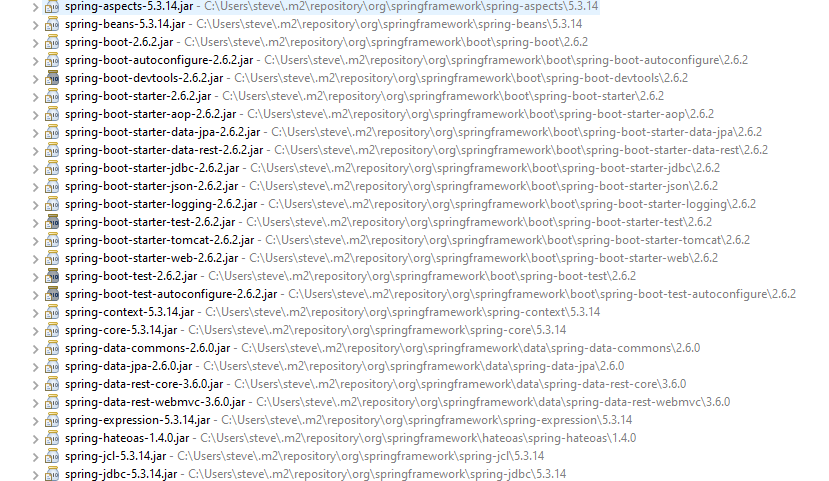 spring-aspects-5.3.14.jar - C:\Users\steve\.m2\repository\org\springframework\spring-aspects\5.3.14
spring-beans-5.3.14.jar - C:\Users\steve\.m2\repository\org\springframework\spring-beans\5.3.14
spring-boot-2.6.2.jar - C:\Users\steve\.m2\repository\org\springframework\boot\spring-boot\2.6.2
spring-boot-autoconfigure-2.6.2.jar - C:\Users\steve\.m2\repository\org\springframework\boot\spring-boot-autoconfigure\2.6.2
spring-boot-devtools-2.6.2.jar - C:\Users\steve\.m2\repository\org\springframework\boot\spring-boot-devtools\2.6.2
spring-boot-starter-2.6.2.jar - C:\Users\steve\.m2\repository\org\springframework\boot\spring-boot-starter\2.6.2
spring-boot-starter-aop-2.6.2.jar - C:\Users\steve\.m2\repository\org\springframework\boot\spring-boot-starter-aop\2.6.2
spring-boot-starter-data-jpa-2.6.2.jar - C:\Users\steve\.m2\repository\org\springframework\boot\spring-boot-starter-data-jpa\2.6.2
spring-boot-starter-data-rest-2.6.2.jar - C:\Users\steve\.m2\repository\org\springframework\boot\spring-boot-starter-data-rest\2.6.2
spring-boot-starter-jdbc-2.6.2.jar - C:\Users\steve\.m2\repository\org\springframework\boot\spring-boot-starter-jdbc\2.6.2
spring-boot-starter-json-2.6.2.jar - C:\Users\steve\.m2\repository\org\springframework\boot\spring-boot-starter-json\2.6.2
spring-boot-starter-logging-2.6.2.jar - C:\Users\steve\.m2\repository\org\springframework\boot\spring-boot-starter-logging\2.6.2
spring-boot-starter-test-2.6.2.jar - C:\Users\steve\.m2\repository\org\springframework\boot\spring-boot-starter-test\2.6.2
spring-boot-starter-tomcat-2.6.2.jar - C:\Users\steve\.m2\repository\org\springframework\boot\spring-boot-starter-tomcat\2.6.2
spring-boot-starter-web-2.6.2.jar - C:\Users\steve\.m2\repository\org\springframework\boot\spring-boot-starter-web\2.6.2
spring-boot-test-2.6.2.jar - C:\Users\steve\.m2\repository\org\springframework\boot\spring-boot-test\2.6.2
spring-boot-test-autoconfigure-2.6.2.jar - C:\Users\steve\.m2\repository\org\springframework\boot\spring-boot-test-autoconfigure\2.6.2
spring-context-5.3.14.jar - C:\Users\steve\.m2\repository\org\springframework\spring-context\5.3.14
spring-core-5.3.14.jar - C:\Users\steve\.m2\repository\org\springframework\spring-core\5.3.14
spring-data-commons-2.6.0.jar - C:\Users\steve\.m2\repository\org\springframework\data\spring-data-commons\2.6.0
spring-data-jpa-2.6.0.jar - C:\Users\steve\.m2\repository\org\springframework\data\spring-data-jpa\2.6.0
spring-data-rest-core-3.6.0.jar - C:\Users\steve\.m2\repository\org\springframework\data\spring-data-rest-core\3.6.0
spring-data-rest-webmvc-3.6.0.jar - C:\Users\steve\.m2\repository\org\springframework\data\spring-data-rest-webmvc\3.6.0
spring-expression-5.3.14.jar - C:\Users\steve\.m2\repository\org\springframework\spring-expression\5.3.14
spring-hateoas-1.4.0.jar - C:\Users\steve\.m2\repository\org\springframework\hateoas\spring-hateoas\1.4.0
spring-jcl-5.3.14.jar - C:\Users\steve\.m2\repository\org\springframework\spring-jcl\5.3.14
spring-jdbc-5.3.14.jar - C:\Users\steve\.m2\repository\org\springframework\spring-jdbc\5.3.14